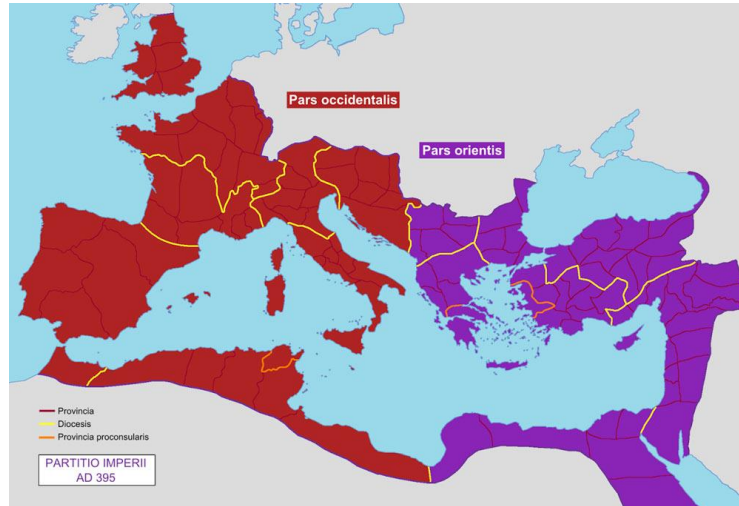 Pars occidentalis
Pars orientis
Provincia
Diocesis
Provincia proconsularis
PARTITIO IMPERII
AD 395